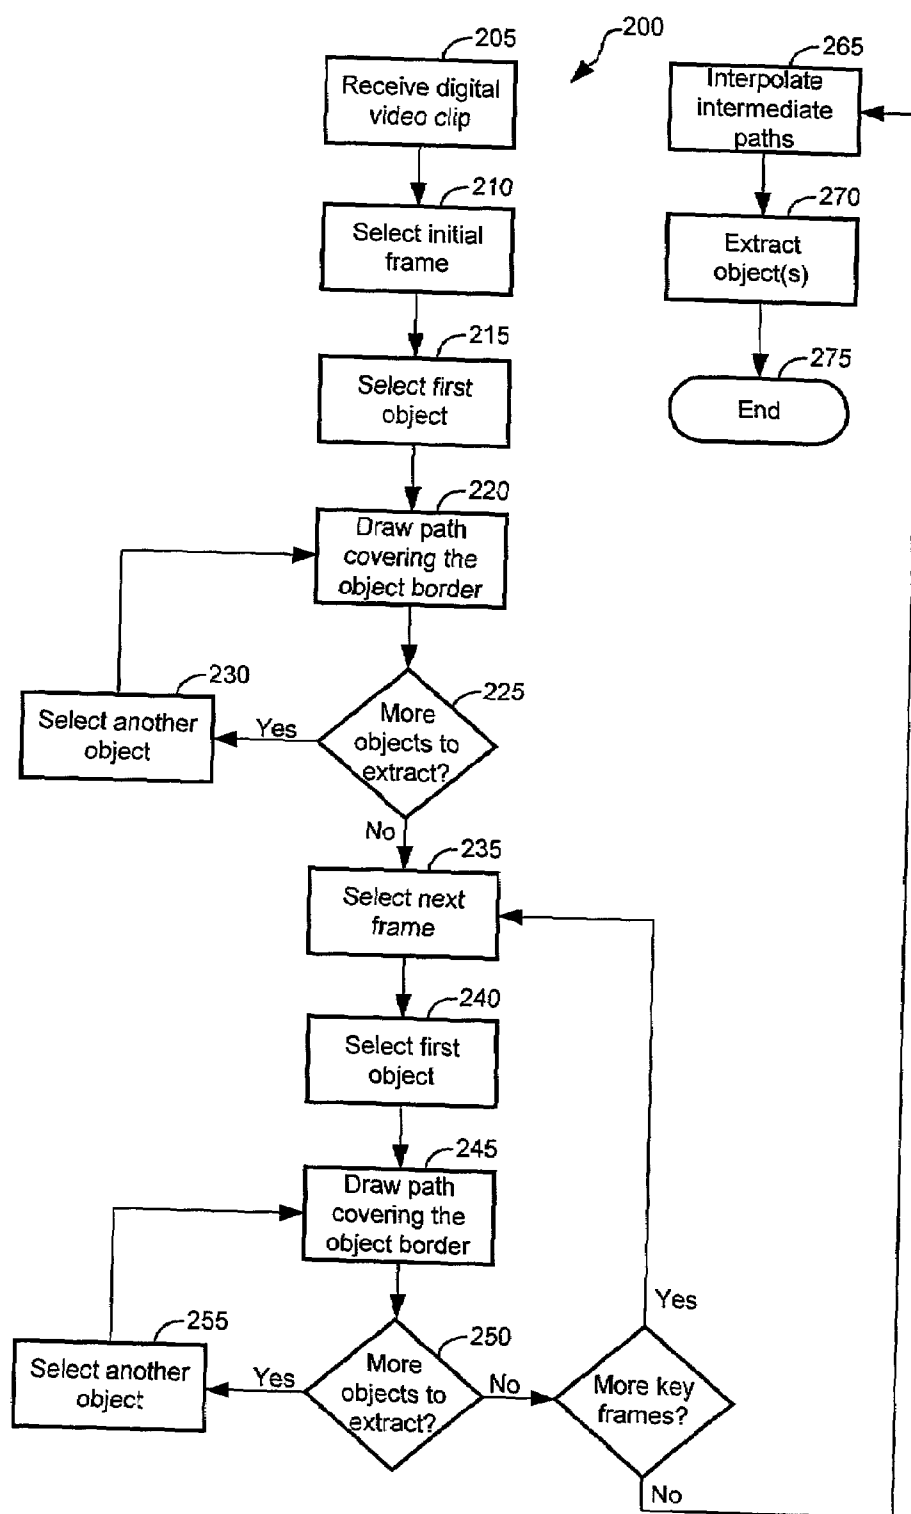 205
200
Receive digital
video clip
210
Select initial
frame
215
Select first
object
220
Draw path
covering the
object border
230
Select another
object
Yes
225
More
objects to
extract?
No
235
Select next
frame
240
Select first
object
245
Draw path
covering the
object border
255
Select another
object
Yes
250
More
objects to
extract?
No
Yes
More key
frames?
No
265
Interpolate
intermediate
paths
270
Extract
object(s)
275
End